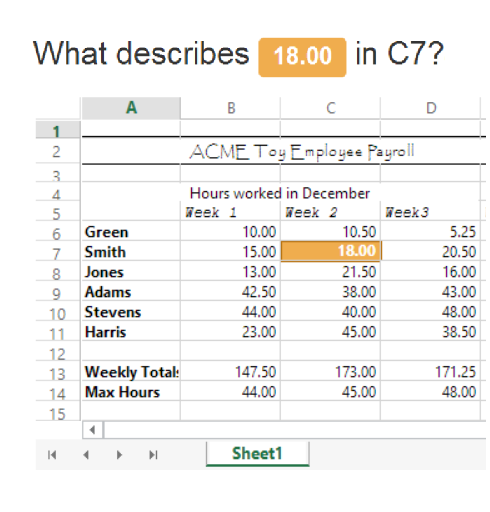 What describes 18.00 in C7?
A B C D
1
2 ACME Toy Employee Payroll
3
4 Hours worked in December
5 Week 1 Week 2 Week3
6 Green 10.00 10.50 5.25
7 Smith 15.00 18.00 20.50
8 Jones 13.00 21.50 16.00
9 Adams 42.50 38.00 43.00
10 Stevens 44.00 40.00 48.00
11 Harris 23.00 45.00 38.50
12
13 Weekly Totals 147.50 173.00 171.25
14 Max Hours 44.00 45.00 48.00
15
Sheet1